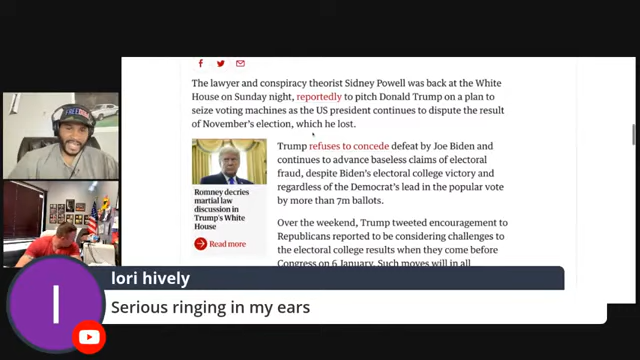 The lawyer and conspiracy theorist Sidney Powell was back at the White
House on Sunday night, reportedly to pitch Donald Trump on a plan to
seize voting machines as the US president continues to dispute the result
of November's election, which he lost.
Romney decries
martial law
discussion in
Trump's White
House
Read more
Trump refuses to concede defeat by Joe Biden and
continues to advance baseless claims of electoral
fraud, despite Biden's electoral college victory and
regardless of the Democrat's lead in the popular vote
by more than 7m ballots.
Over the weekend, Trump tweeted encouragement to
Republicans reported to be considering challenges to
the electoral college results when they come before
Congress on 6 January. Such moves will in all
l
lori hively
Serious ringing in my ears